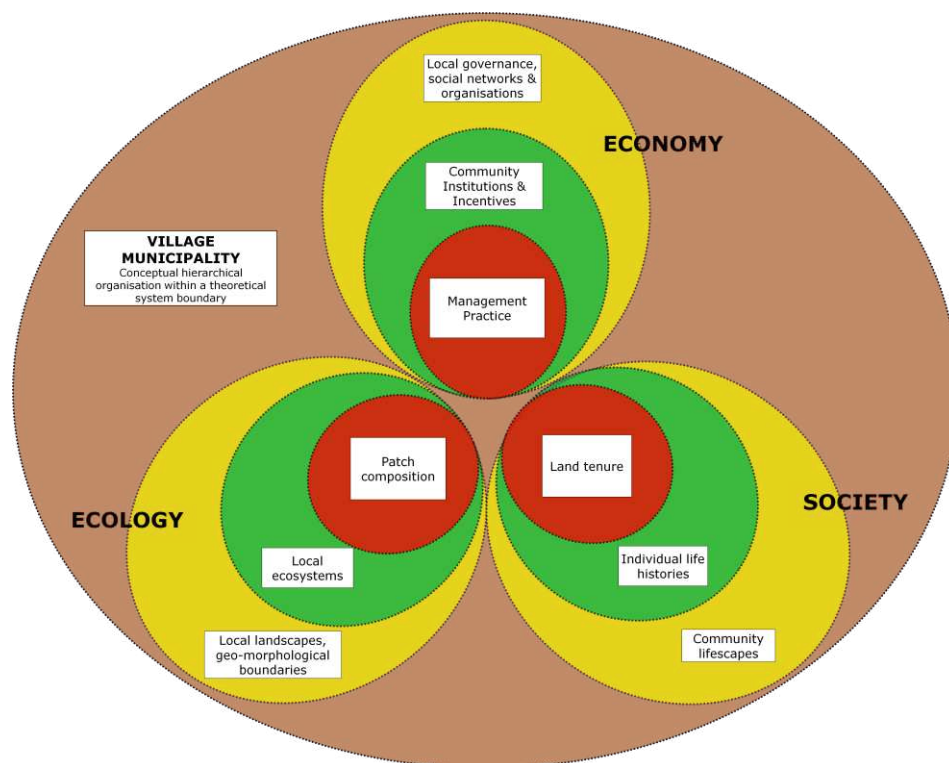 Local governance,
social networks &
organisations
ECONOMY
Community
Institutions &
Incentives
VILLAGE
MUNICIPALITY
Conceptual hierarchical
organisation within a theoretical
system boundary
Management
Practice
Patch
composition
Land tenure
ECOLOGY
SOCIETY
Local
ecosystems
Individual life
histories
Local landscapes,
geo-morphological
boundaries
Community
lifescapes